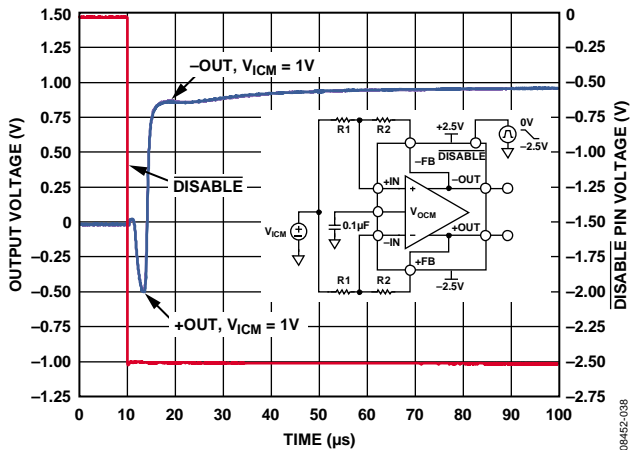 OUTPUT VOLTAGE (V)
1.50
1.25
1.00
0.75
0.50
0.25
0
–0.25
–0.50
–0.75
–1.00
–1.25
0
–0.25
–0.50
–0.75
–1.00
–1.25
–1.50
–1.75
–2.00
–2.25
–2.50
–2.75
DISABLE PIN VOLTAGE (V)
–OUT, VICM = 1V
DISABLE
+OUT, VICM = 1V
R1
R2
+2.5V
0V
–2.5V
–FB
DISABLE
–OUT
+IN
+
VOCM
VICM
0.1µF
–IN
–
+OUT
+FB
R1
R2
–2.5V
0
10
20
30
40
50
60
70
80
90
100
TIME (µs)
08452-038